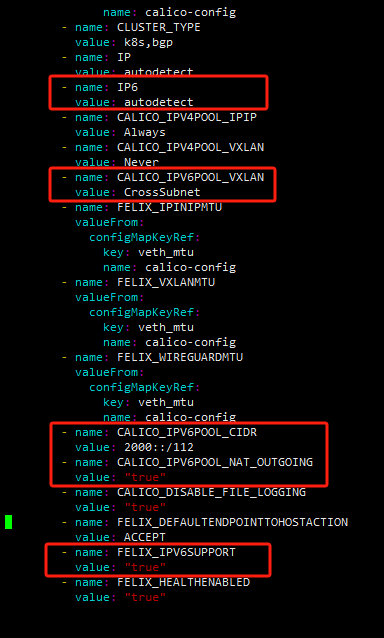 name: calico-config
- name: CLUSTER_TYPE
value: k8s,bgp
- name: IP
value: autodetect
- name: IP6
value: autodetect
- name: CALICO_IPV4POOL_IPIP
value: Always
- name: CALICO_IPV4POOL_VXLAN
value: Never
- name: CALICO_IPV6POOL_VXLAN
value: CrossSubnet
- name: FELIX_IPINIPMTU
valueFrom:
configMapKeyRef:
key: veth_mtu
name: calico-config
- name: FELIX_VXLANMTU
valueFrom:
configMapKeyRef:
key: veth_mtu
name: calico-config
- name: FELIX_WIREGUARDMTU
valueFrom:
configMapKeyRef:
key: veth_mtu
name: calico-config
- name: CALICO_IPV6POOL_CIDR
value: 2000::/112
- name: CALICO_IPV6POOL_NAT_OUTGOING
value: "true"
- name: CALICO_DISABLE_FILE_LOGGING
value: "true"
- name: FELIX_DEFAULTENDPOINTTOHOSTACTION
value: ACCEPT
- name: FELIX_IPV6SUPPORT
value: "true"
- name: FELIX_HEALTHENABLED
value: "true"